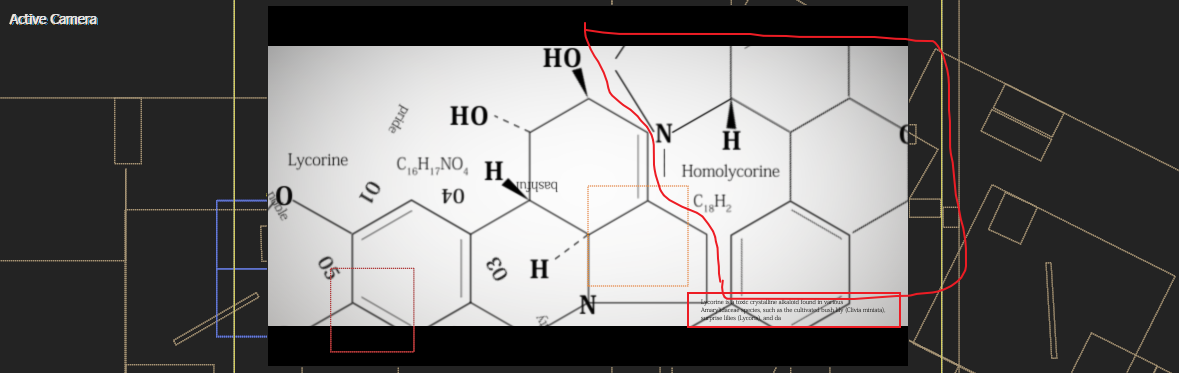 Active Camera
HO
pride
HO
N
H
Lycorine
C₁₆H₁₇NO₄
H
Homolycorine
bashful
01
04
O
C₁₈H₂
03
H
05
Lycorine is a toxic crystalline alkaloid found in various
Amaryllidaceae species, such as the cultivated bush lily (Clivia miniata),
surprise lilies (Lycoris), and da
N